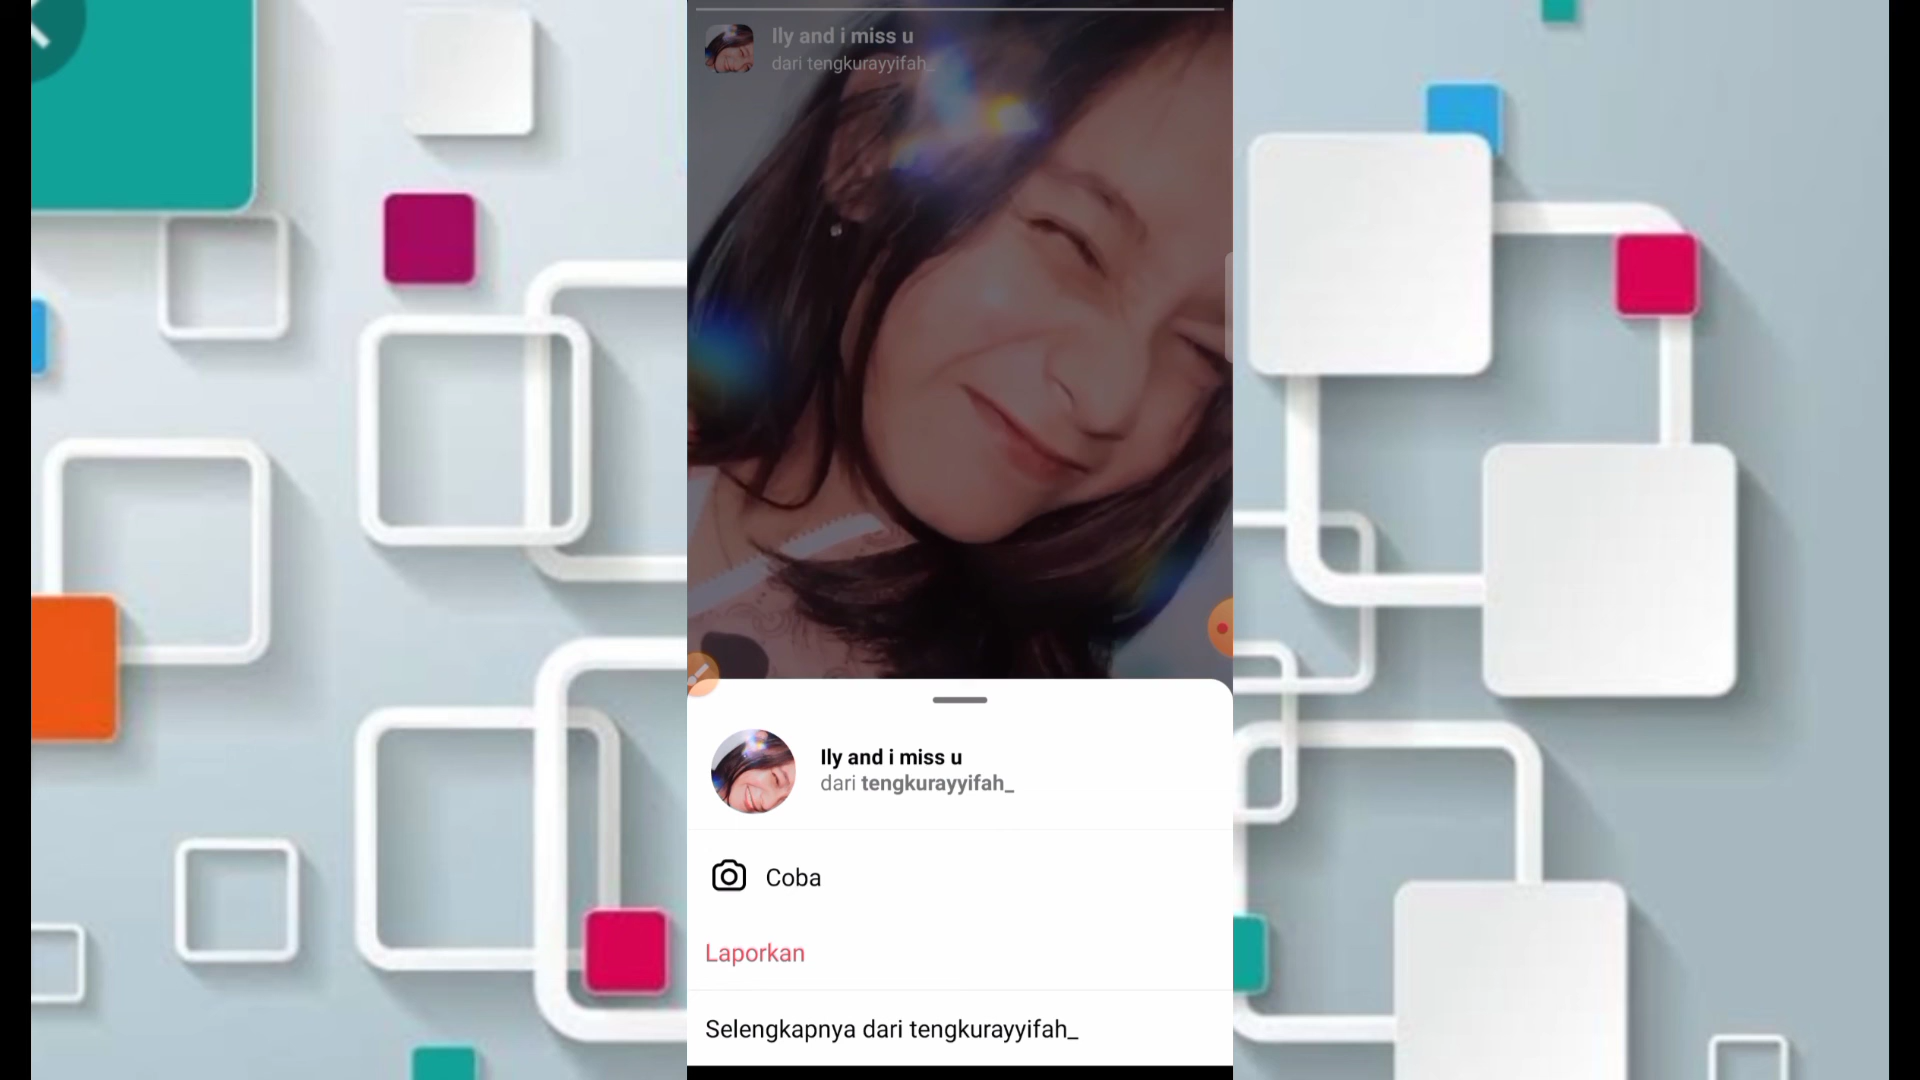 Ily and i miss u
dari tengkurayyifah_
Ily and i miss u
dari tengkurayyifah_
Coba
Laporkan
Selengkapnya dari tengkurayyifah_